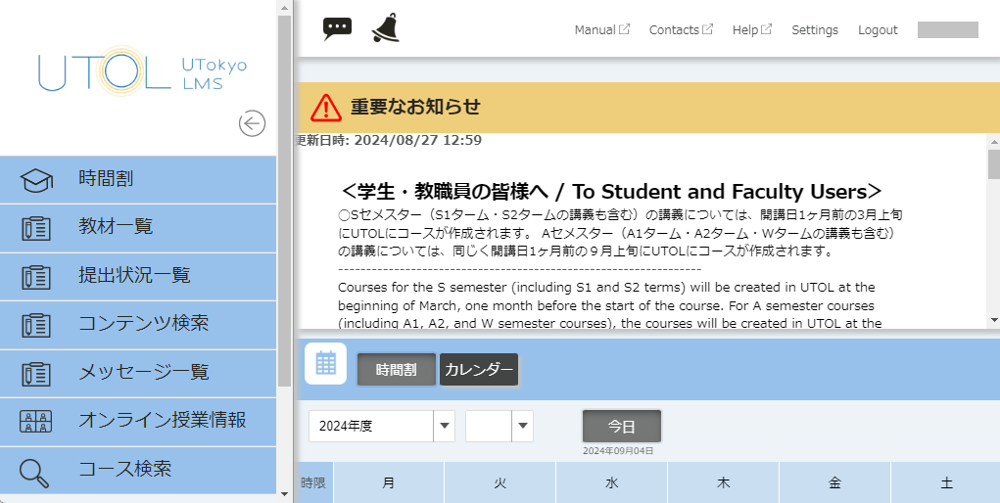 UTOL UTokyo
LMS
時間割
教材一覧
提出状況一覧
コンテンツ検索
メッセージ一覧
オンライン授業情報
コース検索
Manual Contacts Help Settings Logout
重要なお知らせ
更新日時: 2024/08/27 12:59
＜学生・教職員の皆様へ / To Student and Faculty Users＞
○Sセメスター（S1ターム・S2タームの講義も含む）の講義については、開講日1ヶ月前の3月上旬
にUTOLにコースが作成されます。 Aセメスター（A1ターム・A2ターム・Wタームの講義も含む）
の講義については、同じく開講日1ヶ月前の９月上旬にUTOLにコースが作成されます。
--------------------------------------------------------------------
Courses for the S semester (including S1 and S2 terms) will be created in UTOL at the
beginning of March, one month before the start of the course. For A semester courses
(including A1, A2, and W semester courses), the courses will be created in UTOL at the
時間割 カレンダー
2024年度 今日
2024年09月04日
時限 月 火 水 木 金 土